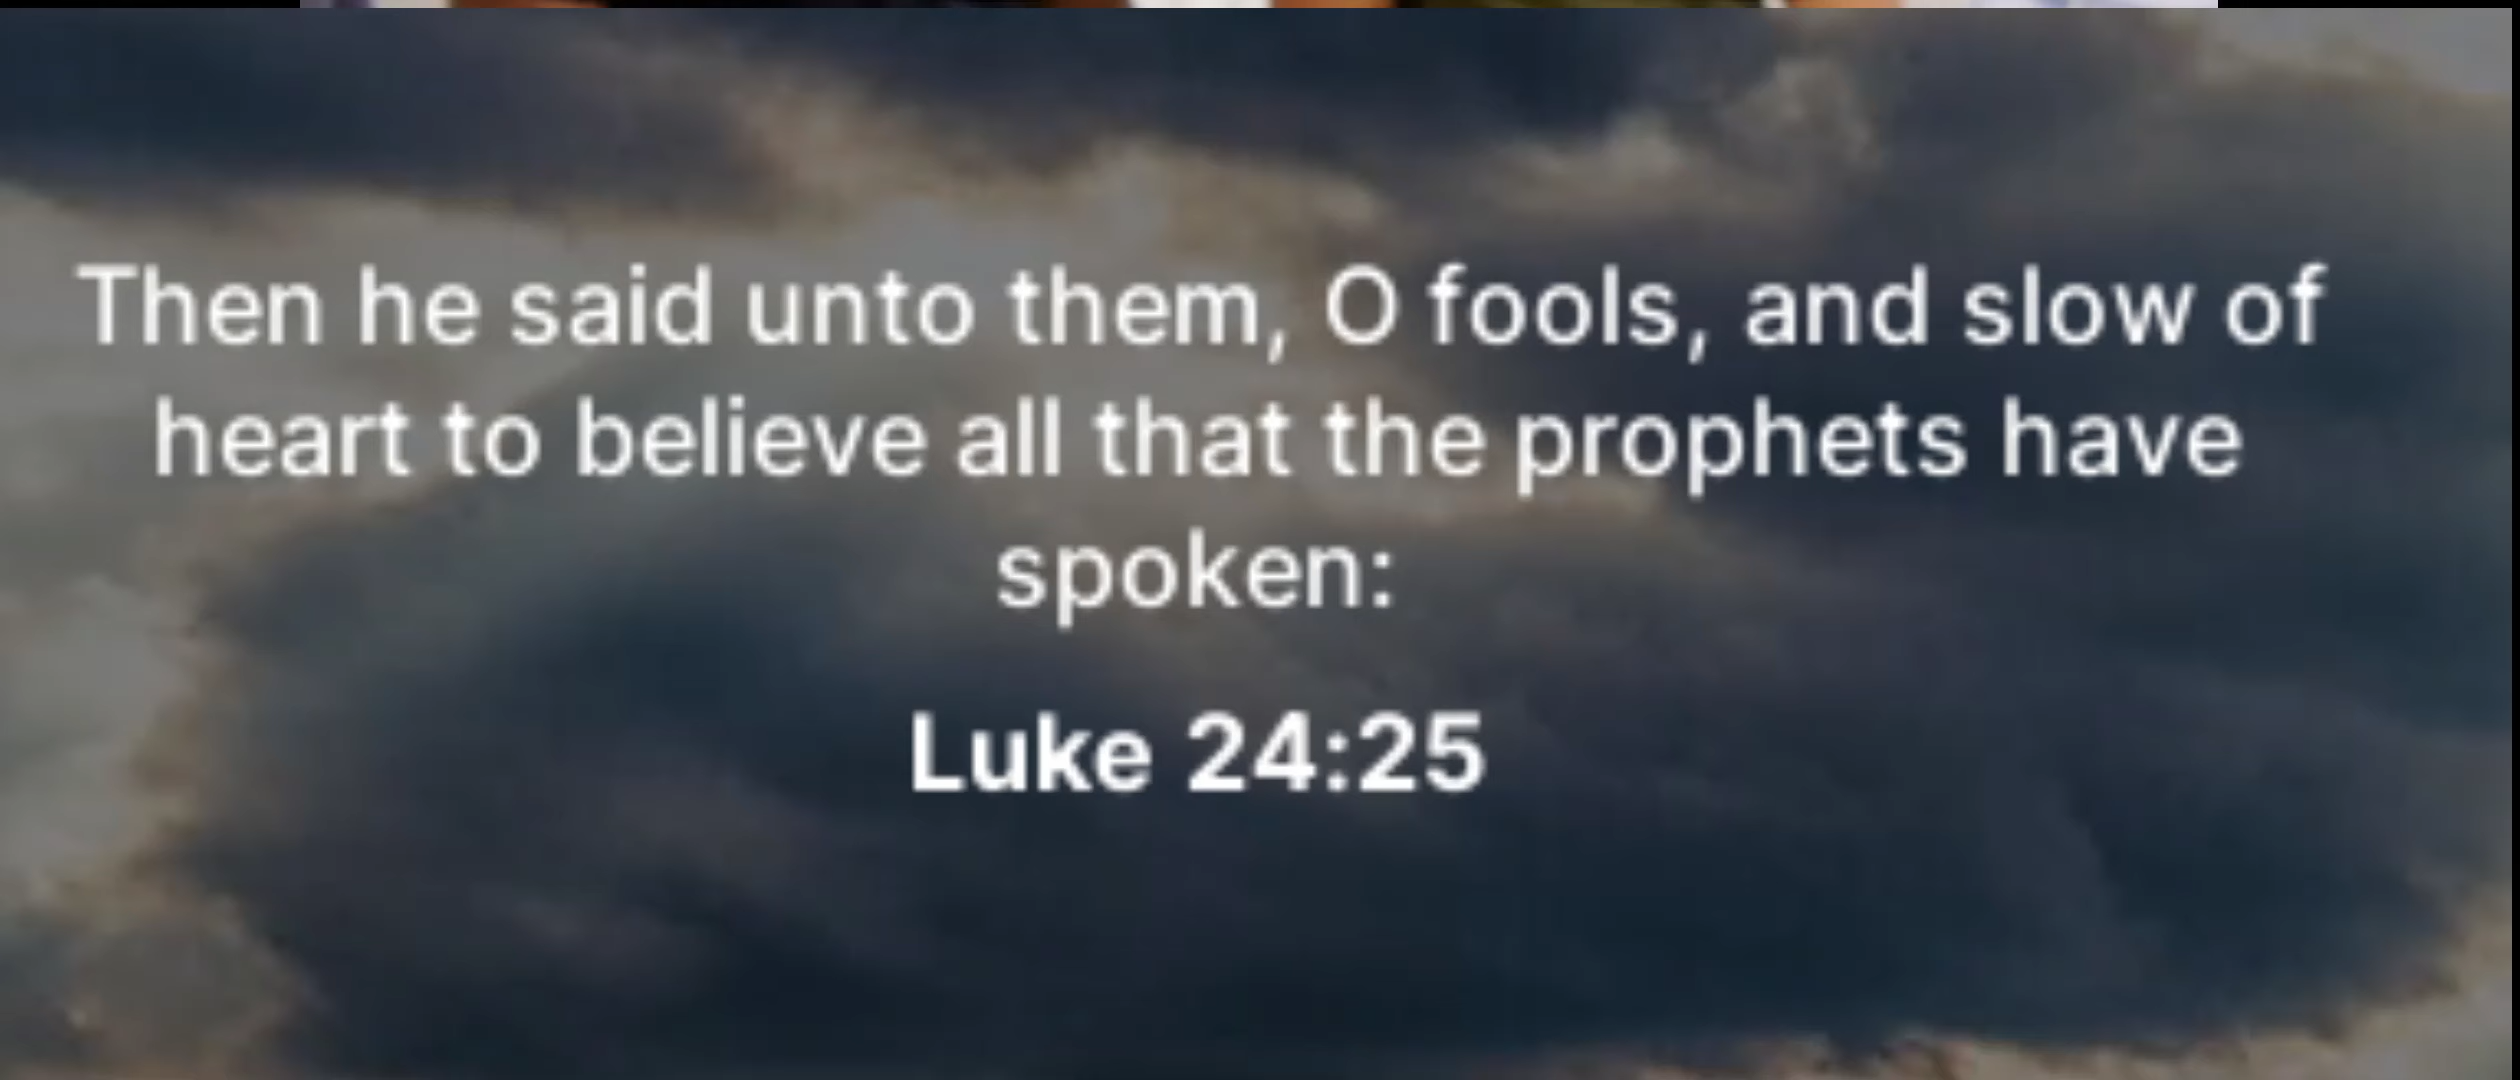 Then he said unto them, O fools, and slow of
heart to believe all that the prophets have
spoken:
Luke 24:25